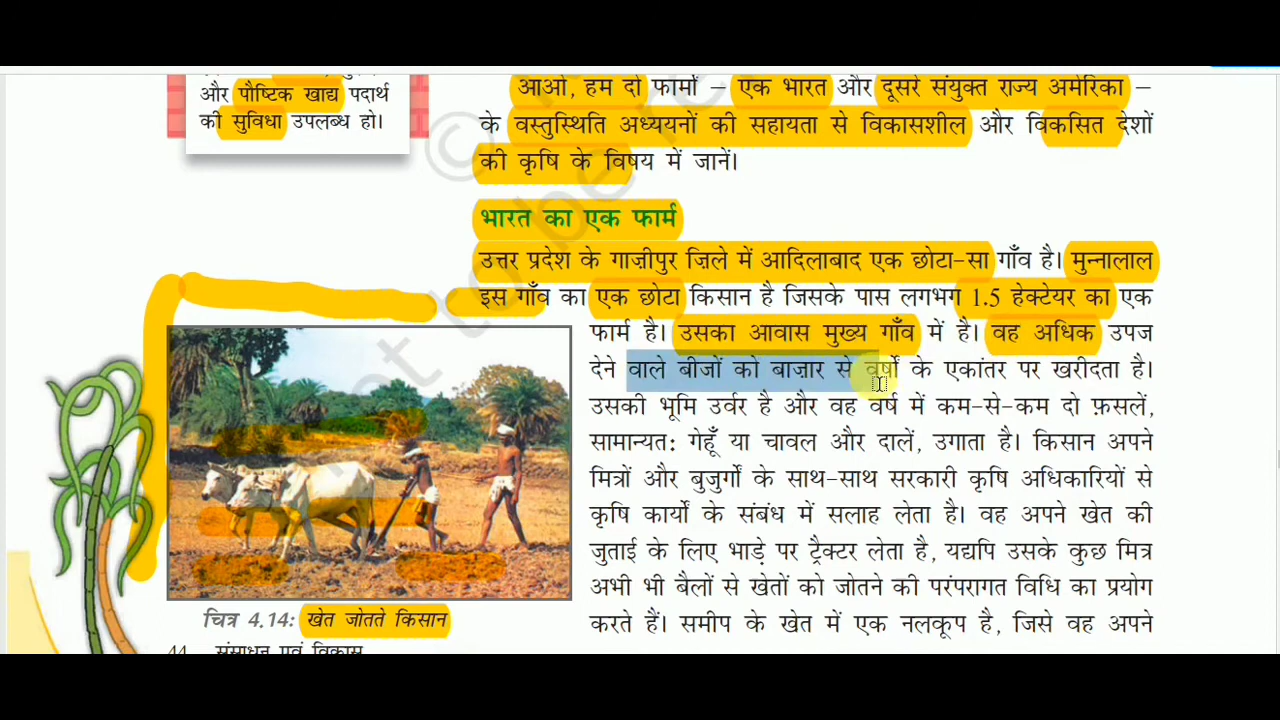 और पौष्टिक खाद्य पदार्थ
की सुविधा उपलब्ध हो।
आओ, हम दो फार्मों – एक भारत और दूसरे संयुक्त राज्य अमेरिका –
के वस्तुस्थिति अध्ययनों की सहायता से विकासशील और विकसित देशों
की कृषि के विषय में जानें।
भारत का एक फार्म
उत्तर प्रदेश के गाज़ीपुर ज़िले में आदिलाबाद एक छोटा-सा गाँव है। मुन्नालाल
इस गाँव का एक छोटा किसान है जिसके पास लगभग 1.5 हेक्टेयर का एक
फार्म है। उसका आवास मुख्य गाँव में है। वह अधिक उपज
देने वाले बीजों को बाज़ार से वर्षों के एकांतर पर खरीदता है।
उसकी भूमि उर्वर है और वह वर्ष में कम-से-कम दो फ़सलें,
सामान्यत: गेहूँ या चावल और दालें, उगाता है। किसान अपने
मित्रों और बुजुर्गों के साथ-साथ सरकारी कृषि अधिकारियों से
कृषि कार्यों के संबंध में सलाह लेता है। वह अपने खेत की
जुताई के लिए भाड़े पर ट्रैक्टर लेता है, यद्यपि उसके कुछ मित्र
अभी भी बैलों से खेतों को जोतने की परंपरागत विधि का प्रयोग
करते हैं। समीप के खेत में एक नलकूप है, जिसे वह अपने
चित्र 4.14: खेत जोतते किसान
44 संसाधन एवं विकास